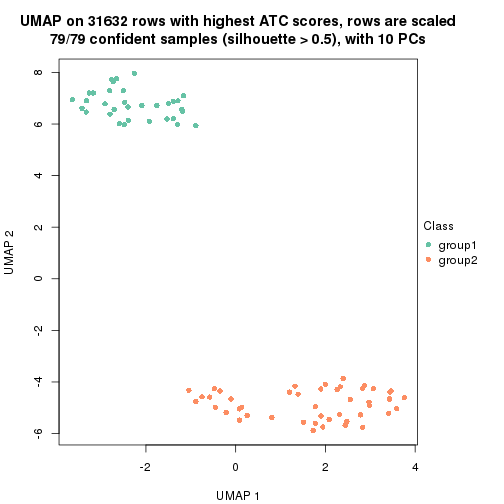 UMAP on 31632 rows with highest ATC scores, rows are scaled
79/79 confident samples (silhouette > 0.5), with 10 PCs
8
6
4
2
0
-2
-4
-6
UMAP 2
-2
0
2
4
UMAP 1
Class
group1
group2